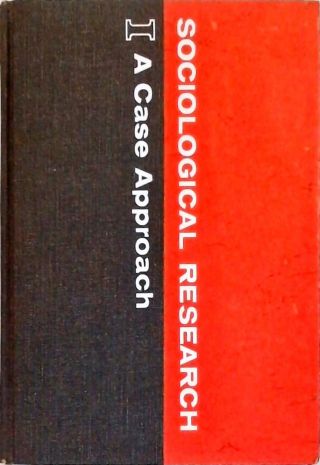 SOCIOLOGICAL RESEARCH
I A Case Approach